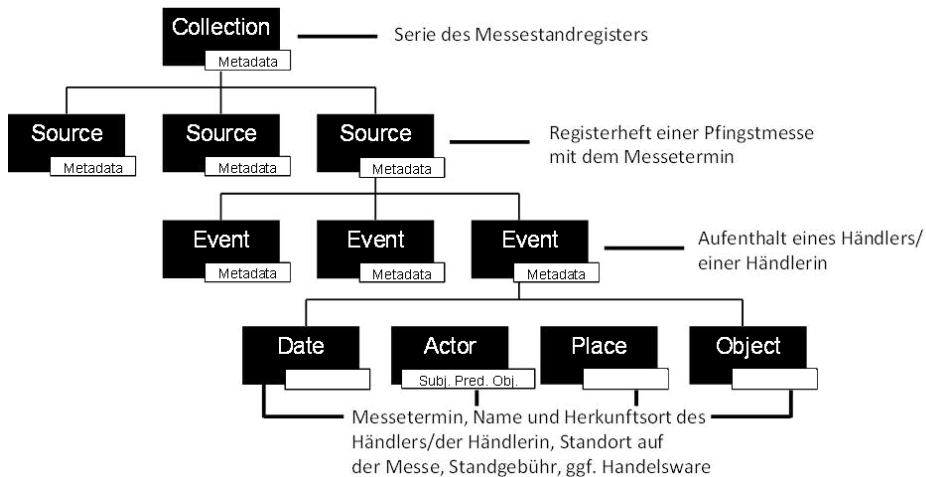 Collection
Metadata
Serie des Messestandregisters
Source
Metadata
Source
Metadata
Source
Metadata
Registerheft einer Pfingstmesse
mit dem Messetermin
Event
Metadata
Event
Metadata
Event
Metadata
Aufenthalt eines Händlers/
einer Händlerin
Date
Actor
Subj. Pred. Obj.
Place
Object
Messetermin, Name und Herkunftsort des
Händlers/der Händlerin, Standort auf
der Messe, Standgebühr, ggf. Handelsware